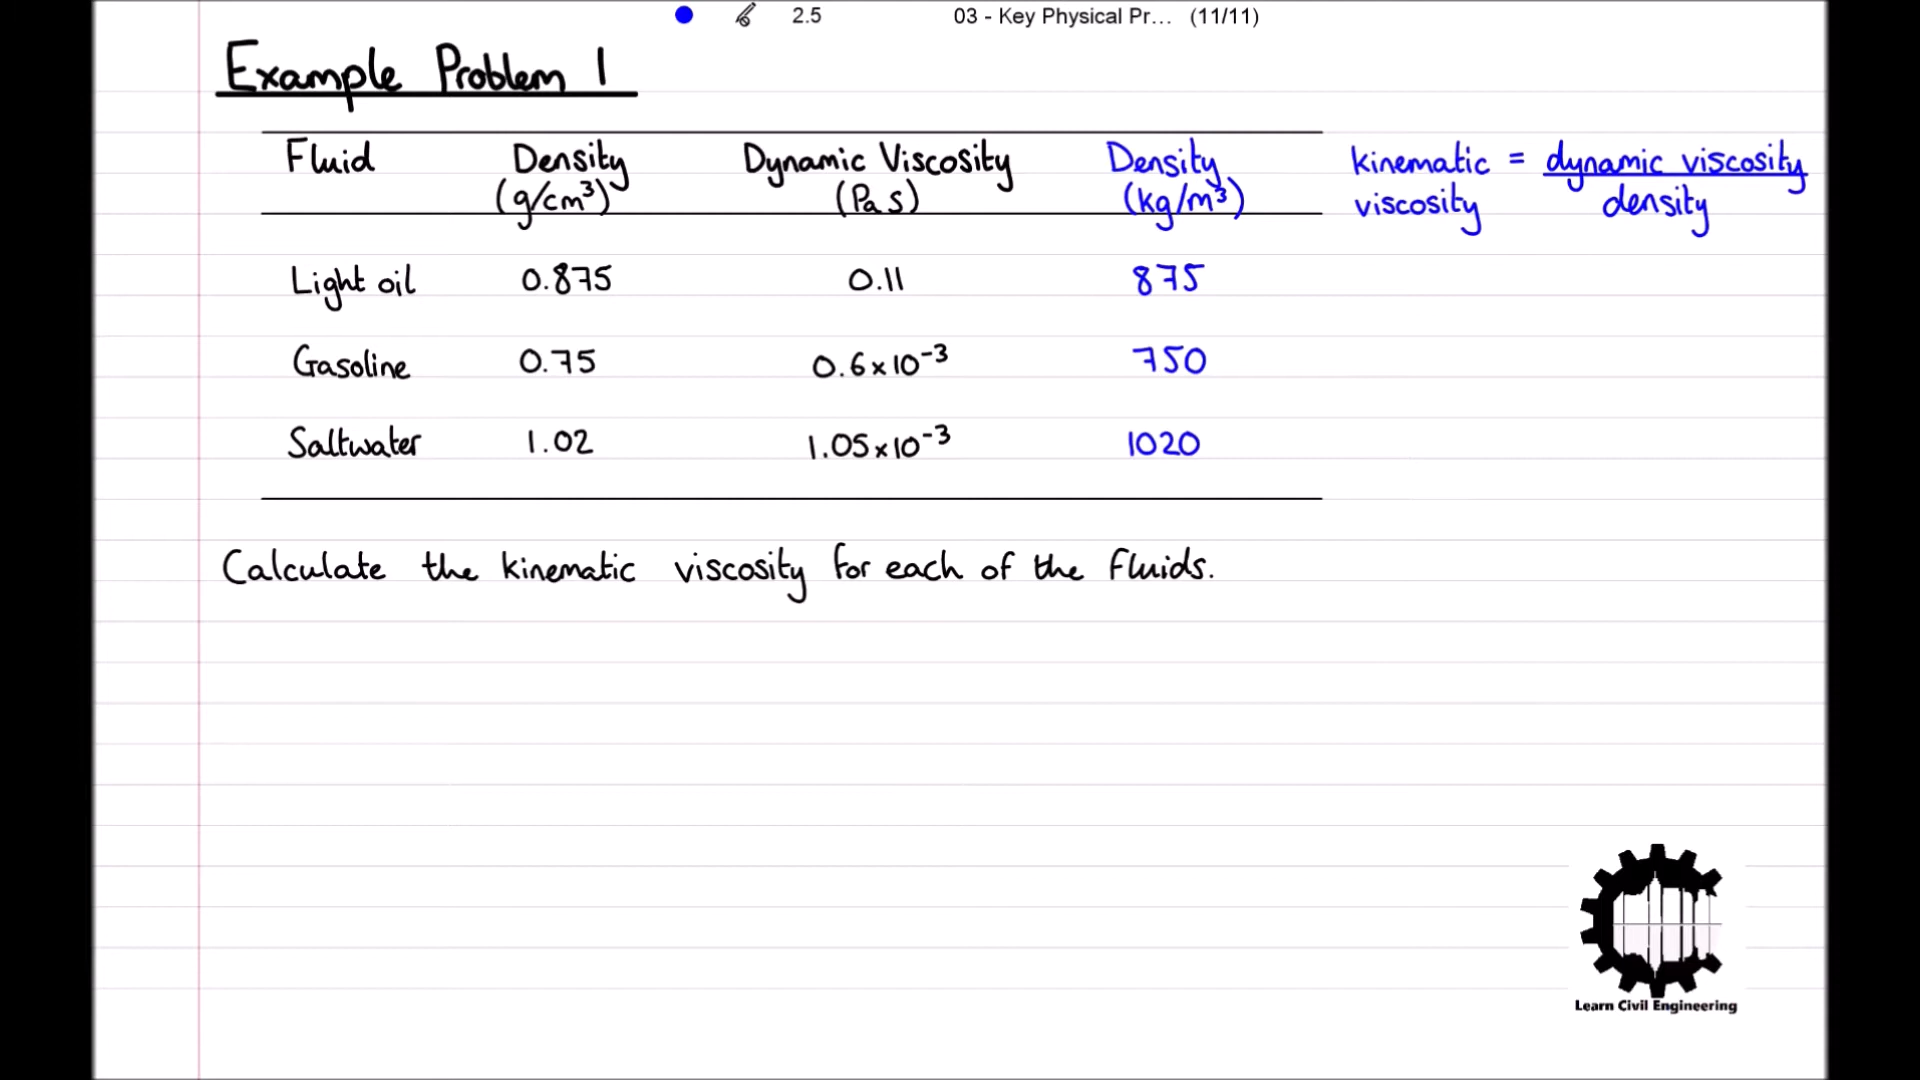 2.5 03 - Key Physical Pr... (11/11)
Example Problem 1
Fluid Density Dynamic Viscosity Density kinematic = dynamic viscosity
(g/cm³) (Pa s) (kg/m³) viscosity density
Light oil 0.875 0.11 875
Gasoline 0.75 0.6×10⁻³ 750
Saltwater 1.02 1.05×10⁻³ 1020
Calculate the kinematic viscosity for each of the fluids.
Learn Civil Engineering